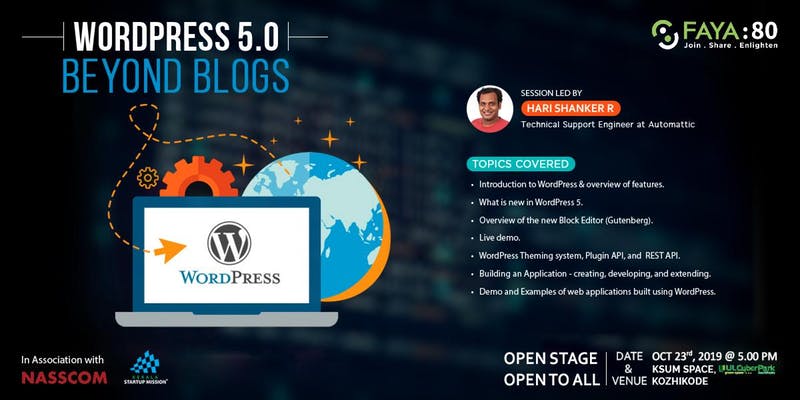 WORDPRESS 5.0
BEYOND BLOGS
FAYA:80
Join . Share . Enlighten
SESSION LED BY
HARI SHANKER R
Technical Support Engineer at Automattic
TOPICS COVERED
• Introduction to WordPress & overview of features.
• What is new in WordPress 5.
• Overview of the new Block Editor (Gutenberg).
• Live demo.
• WordPress Theming system, Plugin API, and REST API.
• Building an Application - creating, developing, and extending.
• Demo and Examples of web applications built using WordPress.
W
WORDPRESS
In Association with
NASSCOM
KERALA
STARTUP MISSION
OPEN STAGE
OPEN TO ALL
DATE
&
VENUE
OCT 23rd, 2019 @ 5.00 PM
KSUM SPACE, ULCyberPark
KOZHIKODE